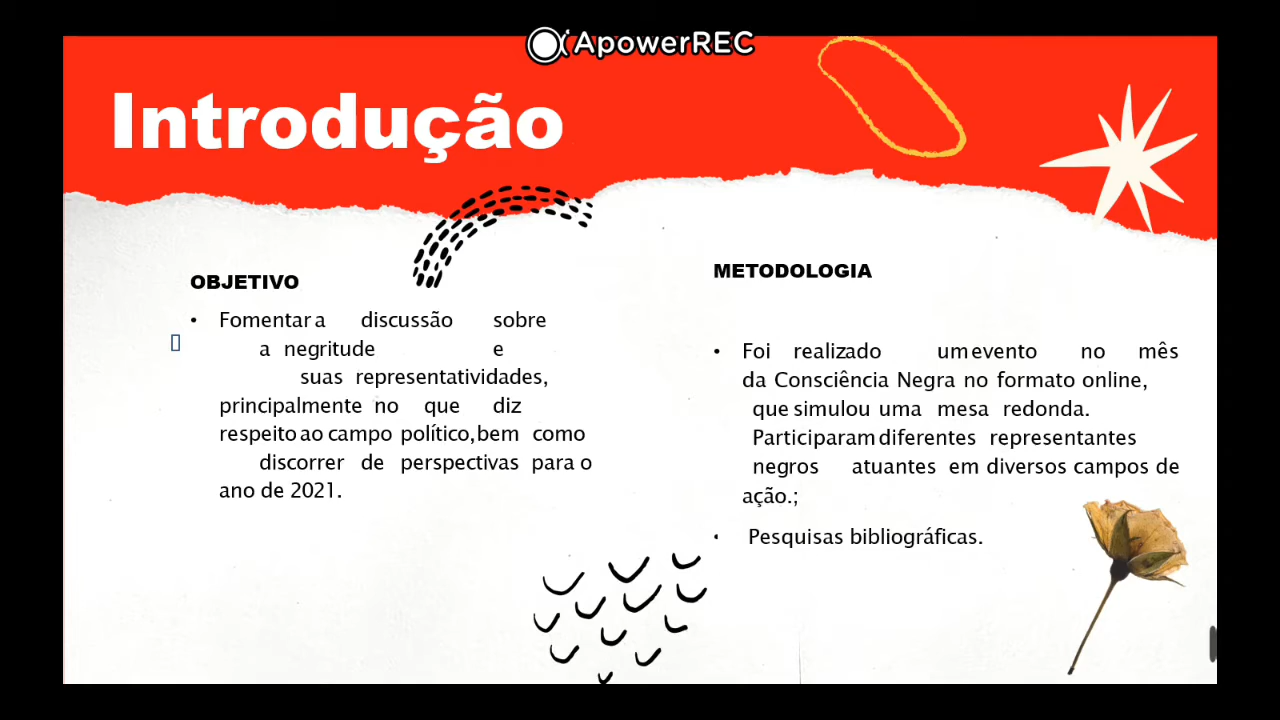 ApowerREC
Introdução
OBJETIVO
• Fomentar a discussão sobre
a negritude e
suas representatividades,
principalmente no que diz
respeito ao campo político, bem como
discorrer de perspectivas para o
ano de 2021.
METODOLOGIA
• Foi realizado um evento no mês
da Consciência Negra no formato online,
que simulou uma mesa redonda.
Participaram diferentes representantes
negros atuantes em diversos campos de
ação.;
• Pesquisas bibliográficas.